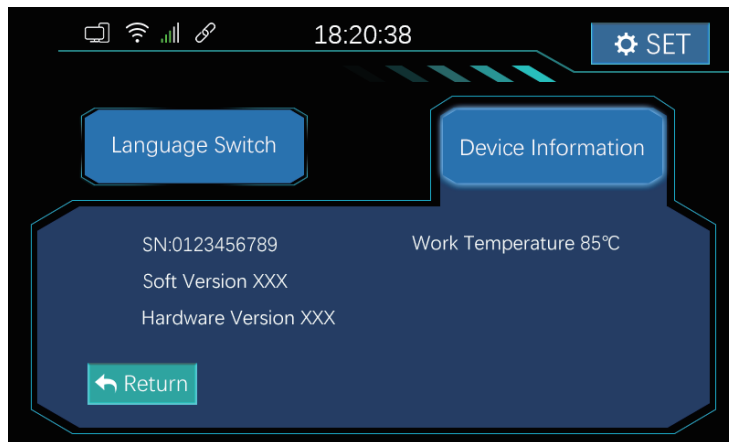 18:20:38
SET
Language Switch
Device Information
SN:0123456789
Work Temperature 85℃
Soft Version XXX
Hardware Version XXX
Return